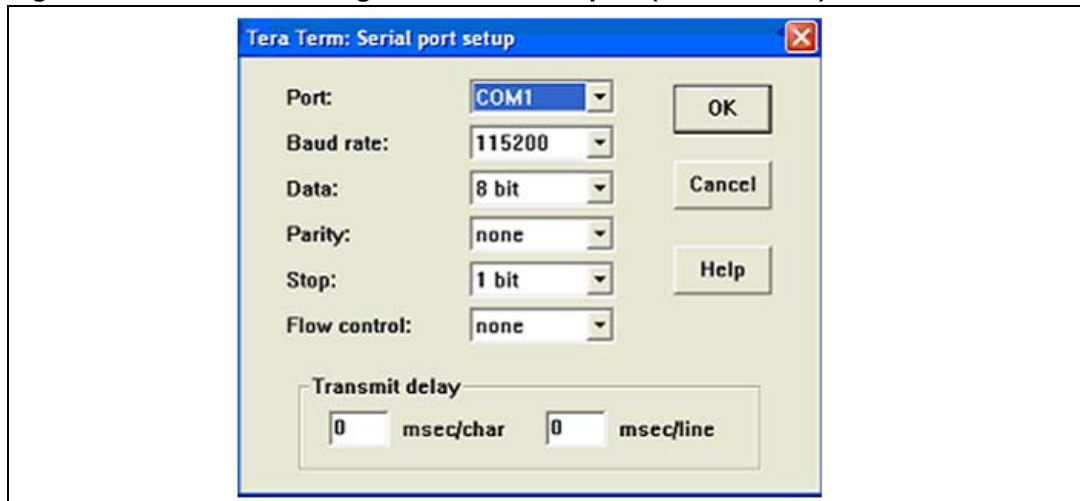 Tera Term: Serial port setup
Port: COM1
Baud rate: 115200
Data: 8 bit
Parity: none
Stop: 1 bit
Flow control: none
OK
Cancel
Help
Transmit delay
0 msec/char 0 msec/line